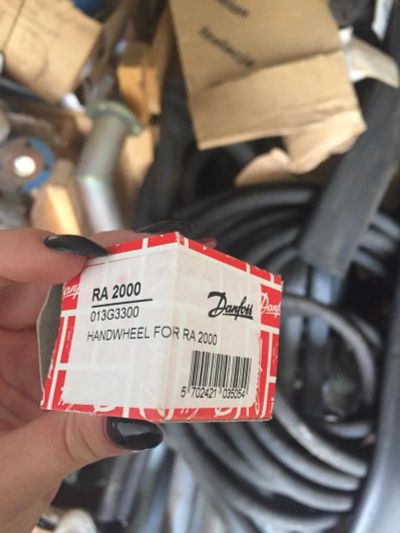 RA 2000
013G3300
HANDWHEEL FOR RA 2000
Danfoss
5 702421 035054